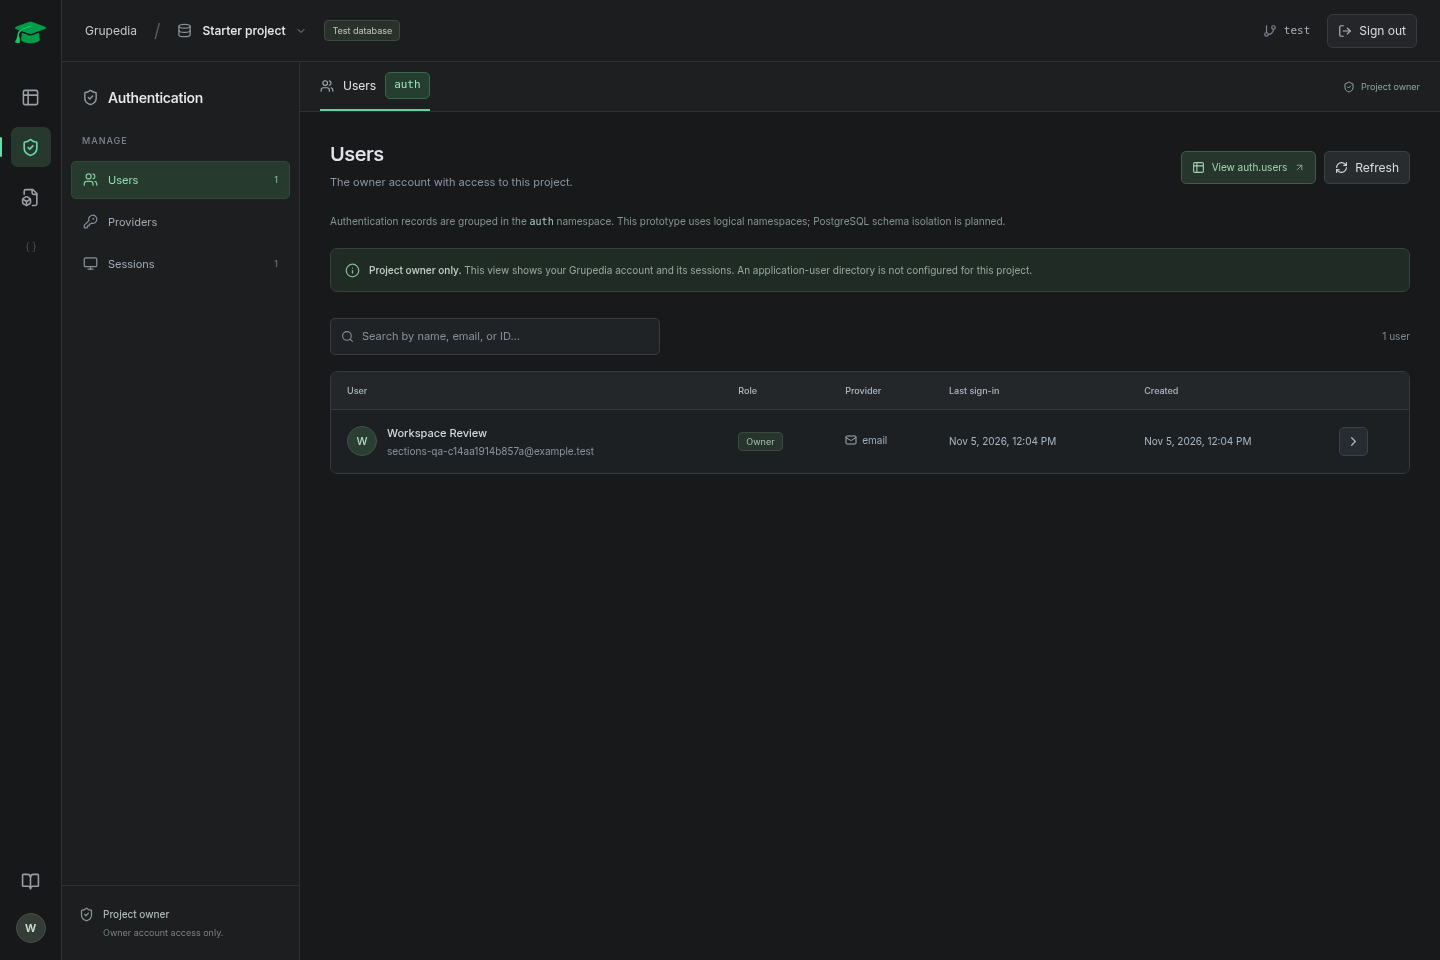 Grupedia / Starter project
Test database
test
Sign out
Authentication
MANAGE
Users 1
Providers
Sessions 1
Project owner
Owner account access only.
W
Users auth
Project owner
Users
The owner account with access to this project.
View auth.users
Refresh
Authentication records are grouped in the auth namespace. This prototype uses logical namespaces; PostgreSQL schema isolation is planned.
Project owner only. This view shows your Grupedia account and its sessions. An application-user directory is not configured for this project.
Search by name, email, or ID...
1 user
User Role Provider Last sign-in Created
W Workspace Review
sections-qa-c14aa1914b857a@example.test
Owner
email
Nov 5, 2026, 12:04 PM
Nov 5, 2026, 12:04 PM